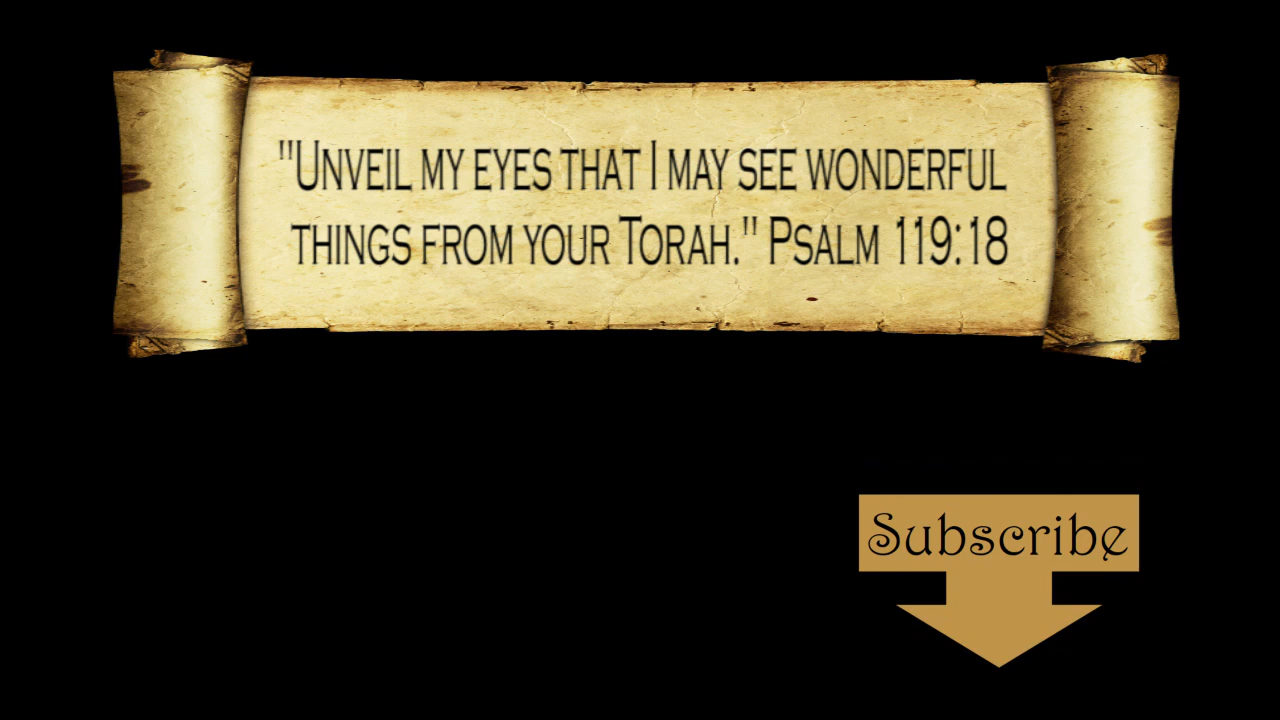 "Unveil my eyes that I may see wonderful
things from your Torah." Psalm 119:18
Subscribe